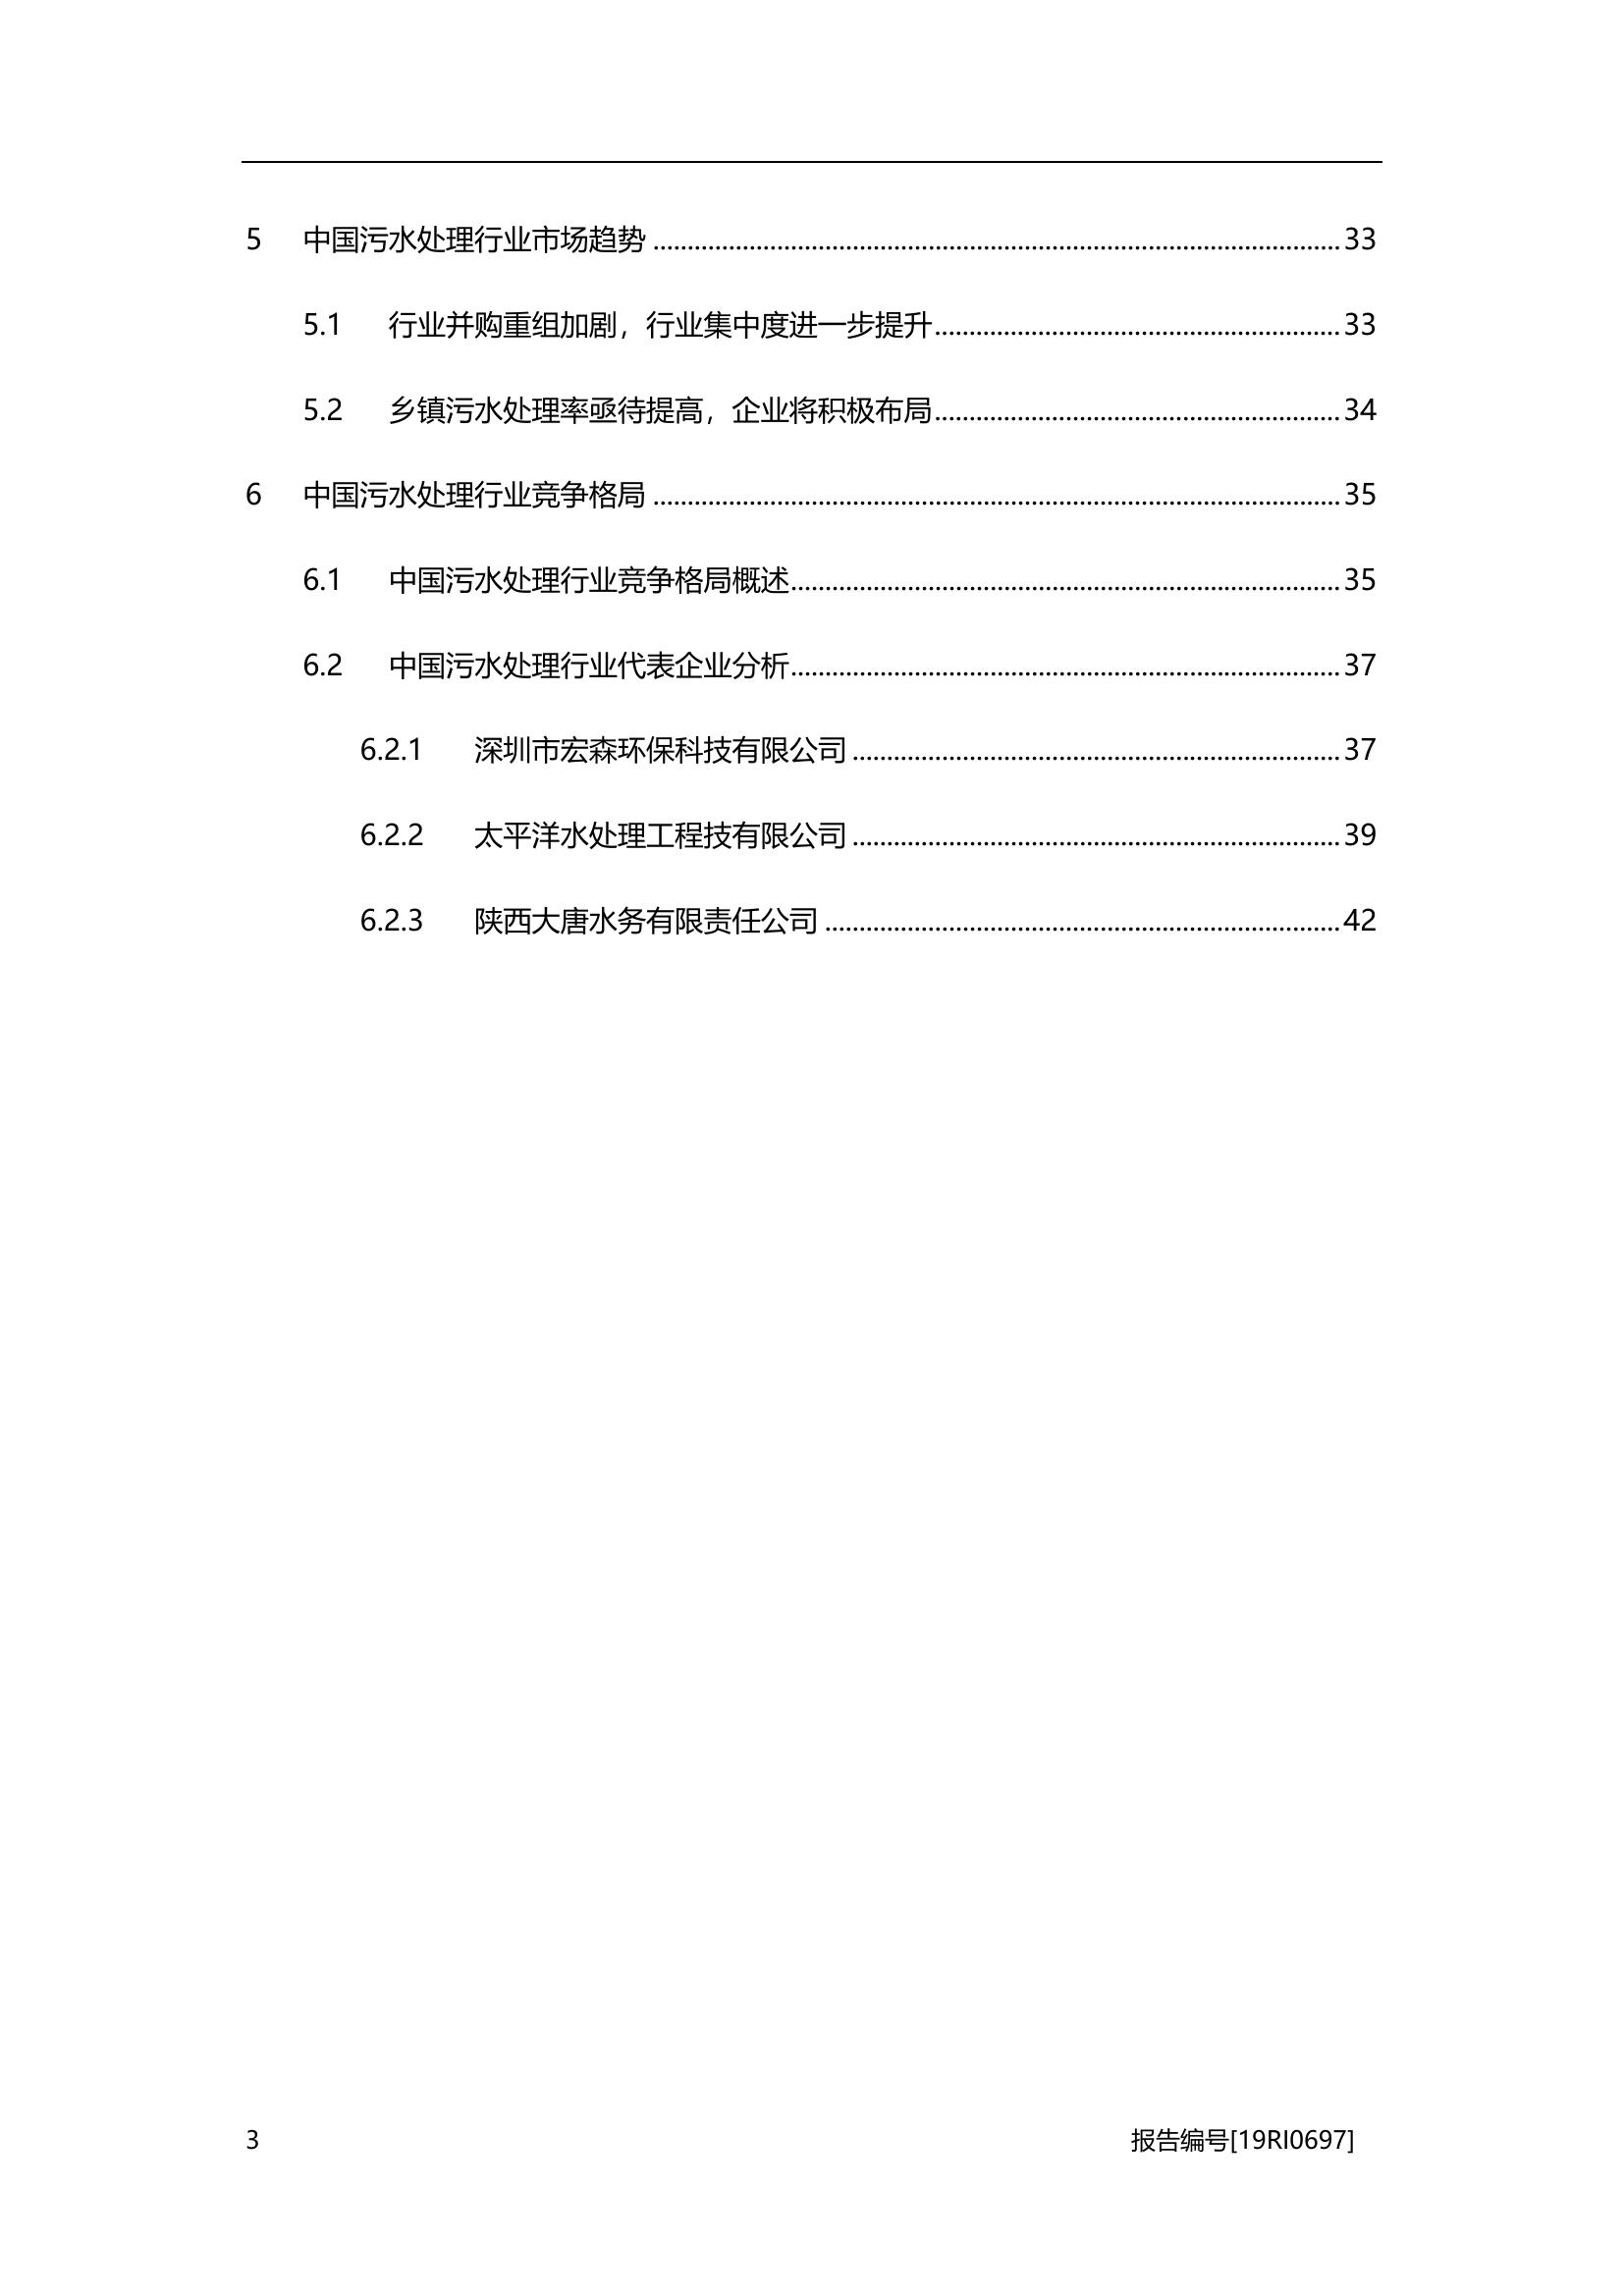 5 中国污水处理行业市场趋势 ........................................ 33
5.1 行业并购重组加剧，行业集中度进一步提升 ........................................ 33
5.2 乡镇污水处理率亟待提高，企业将积极布局 ........................................ 34
6 中国污水处理行业竞争格局 ........................................ 35
6.1 中国污水处理行业竞争格局概述 ........................................ 35
6.2 中国污水处理行业代表企业分析 ........................................ 37
6.2.1 深圳市宏森环保科技有限公司 ........................................ 37
6.2.2 太平洋水处理工程技有限公司 ........................................ 39
6.2.3 陕西大唐水务有限责任公司 ........................................ 42
3 报告编号[19RI0697]